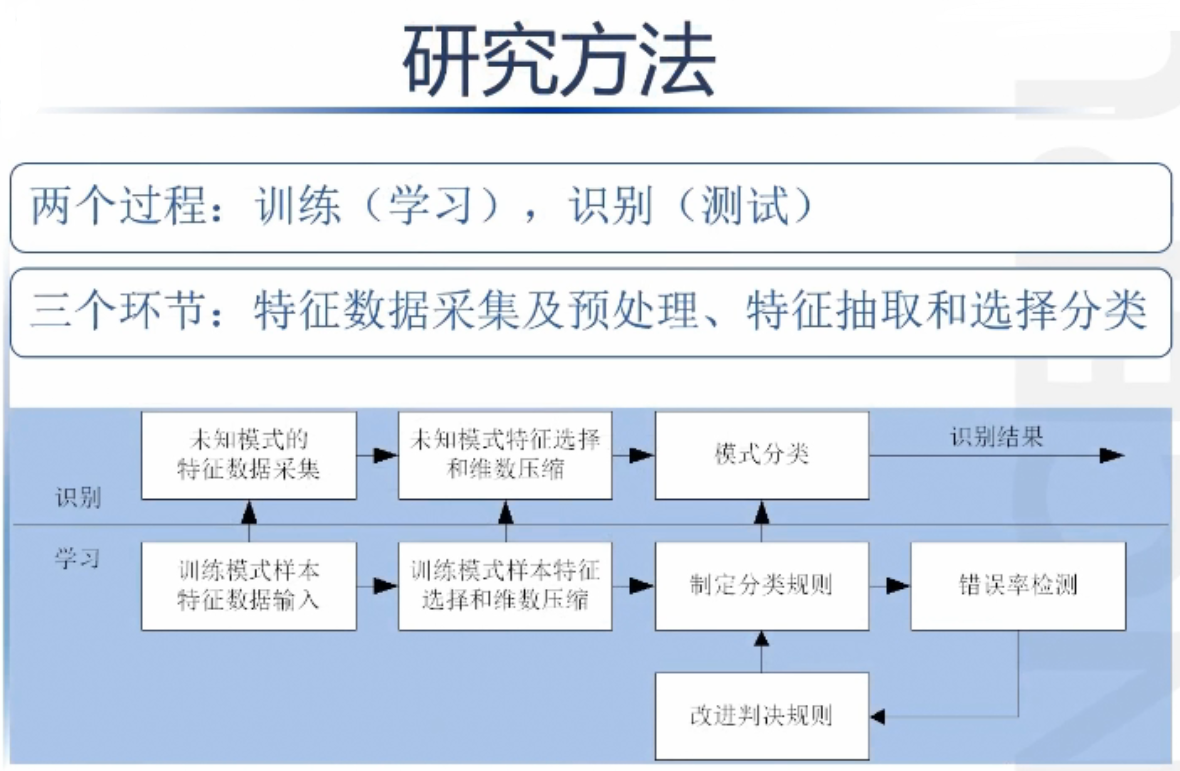 研究方法
两个过程：训练（学习），识别（测试）
三个环节：特征数据采集及预处理、特征抽取和选择分类
未知模式的
特征数据采集
未知模式特征选择
和维数压缩
模式分类
识别结果
识别
学习
训练模式样本
特征数据输入
训练模式样本特征
选择和维数压缩
制定分类规则
错误率检测
改进判决规则